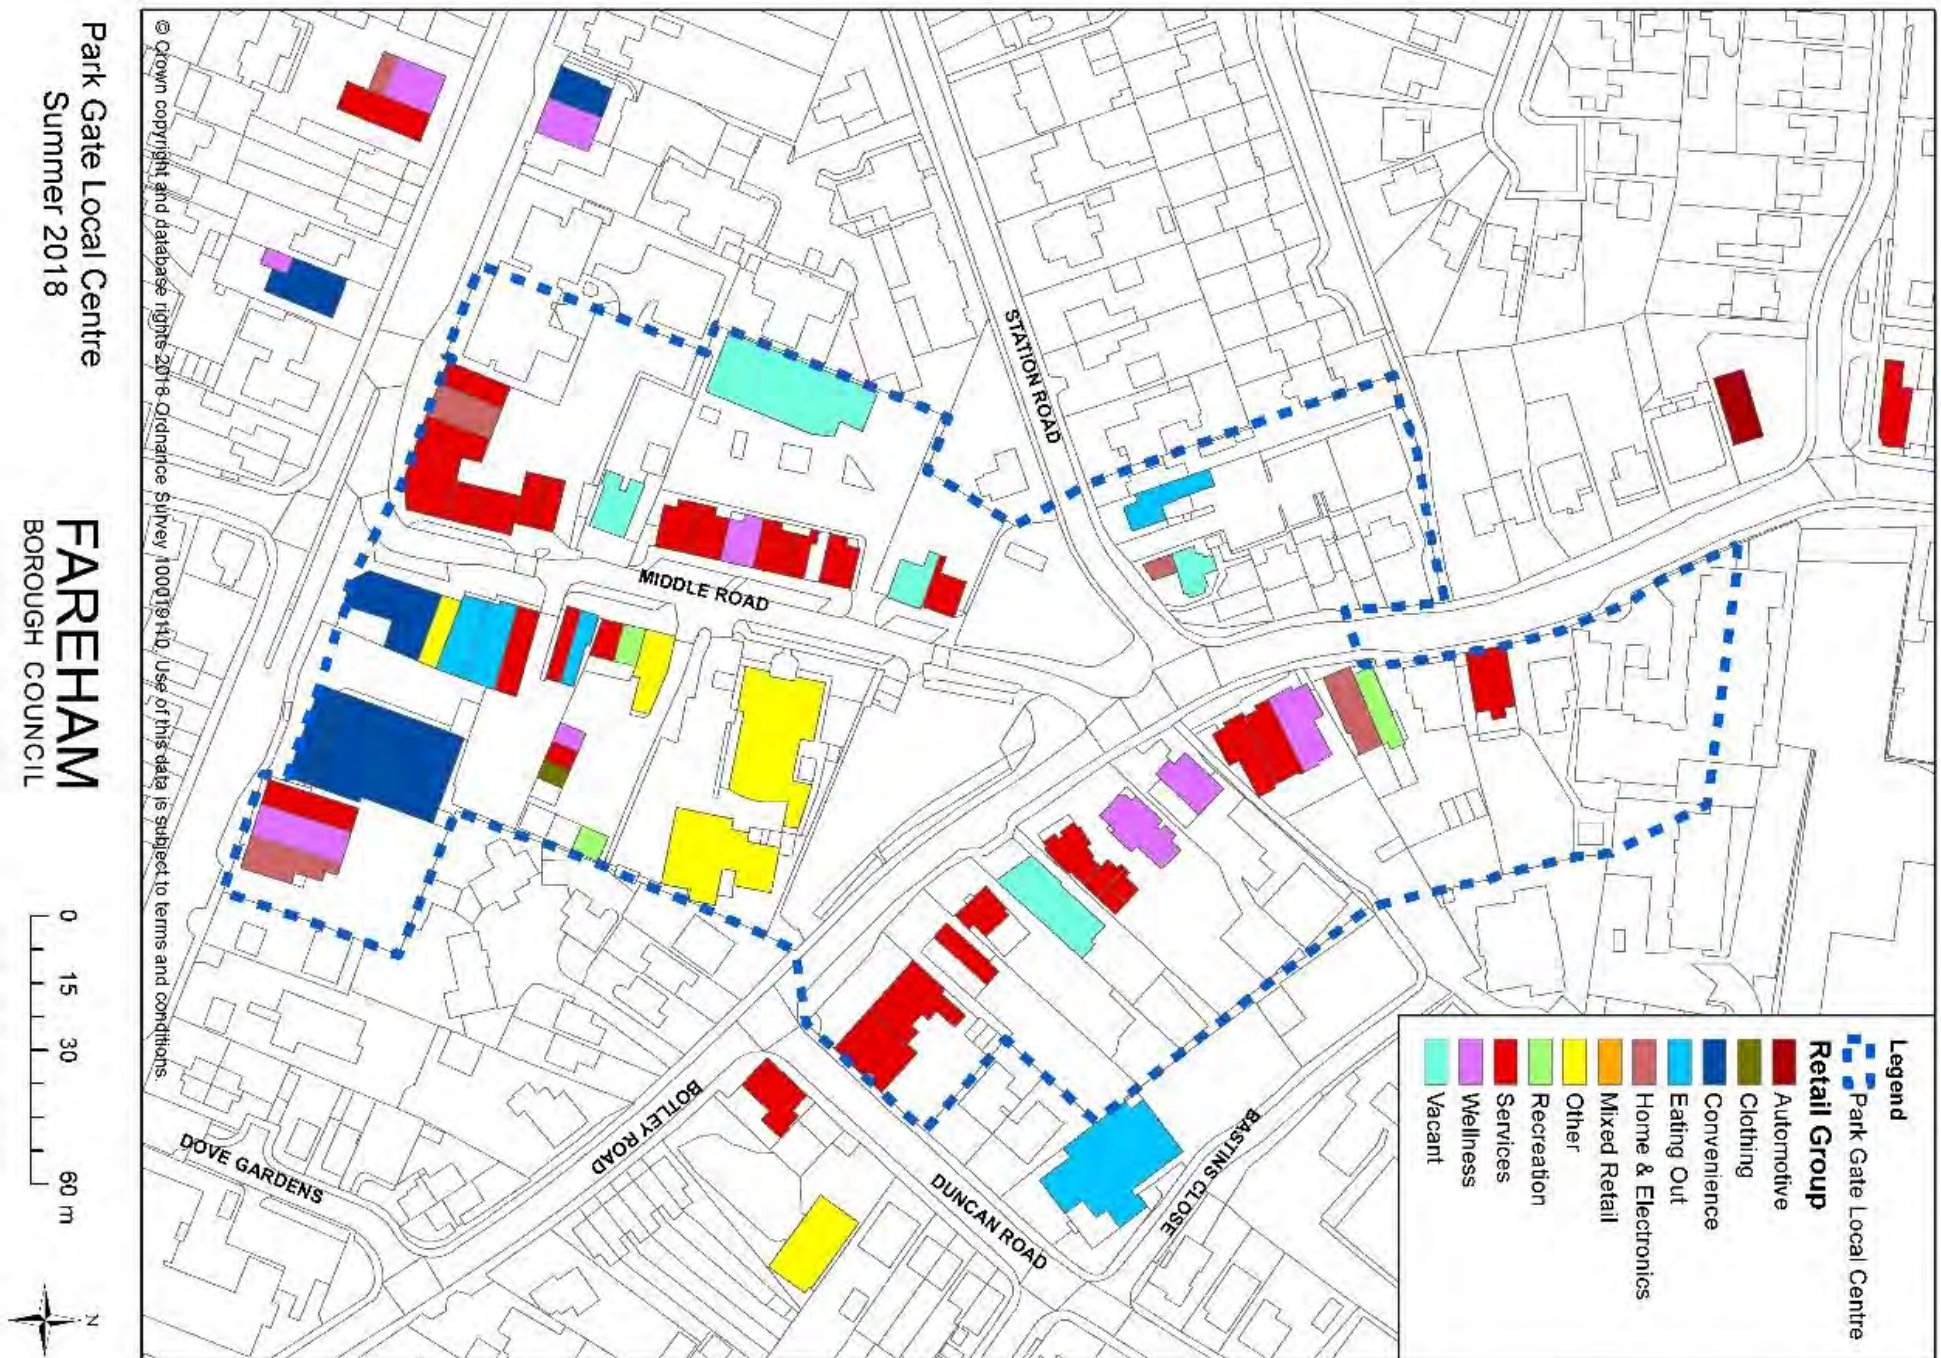 Legend
Park Gate Local Centre
Retail Group
Automotive
Clothing
Convenience
Eating Out
Home & Electronics
Mixed Retail
Other
Recreation
Services
Wellness
Vacant
STATION ROAD
MIDDLE ROAD
BOTLEY ROAD
DUNCAN ROAD
BASTINS CLOSE
DOVE GARDENS
© Crown copyright and database rights 2018 Ordnance Survey 100019110. Use of this data is subject to terms and conditions.
Park Gate Local Centre
Summer 2018
FAREHAM
BOROUGH COUNCIL
0 15 30 60 m
N